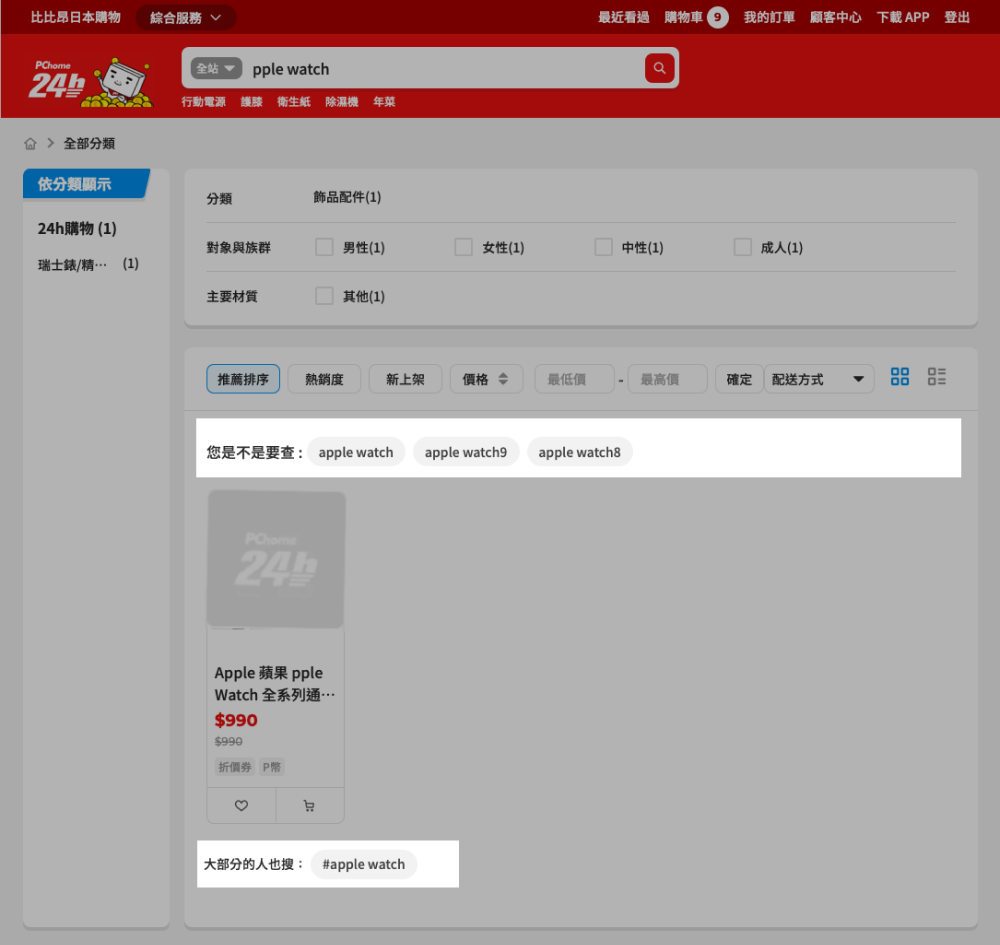 比比昂日本購物 綜合服務 最近看過 購物車 9 我的訂單 顧客中心 下載 APP 登出
PChome
24h
全站 pple watch
行動電源 護膝 衛生紙 除濕機 年菜
全部分類
依分類顯示
24h購物 (1)
瑞士錶/精… (1)
分類 飾品配件(1)
對象與族群 男性(1) 女性(1) 中性(1) 成人(1)
主要材質 其他(1)
推薦排序 熱銷度 新上架 價格 最低價 - 最高價 確定 配送方式
您是不是要查 : apple watch apple watch9 apple watch8
PChome
24h
Apple 蘋果 pple
Watch 全系列通…
$990
$990
折價券 P幣
大部分的人也搜： #apple watch